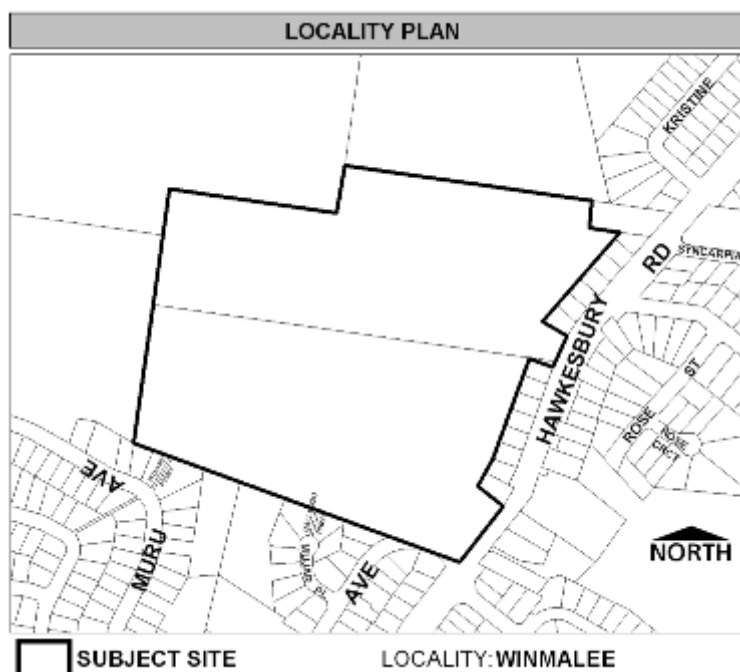 LOCALITY PLAN
KRISTINE
RD
HAWKESBURY
ROSE ST
ROSE CRCT
AVE
MURU
AVE
NORTH
SUBJECT SITE
LOCALITY: WINMALEE